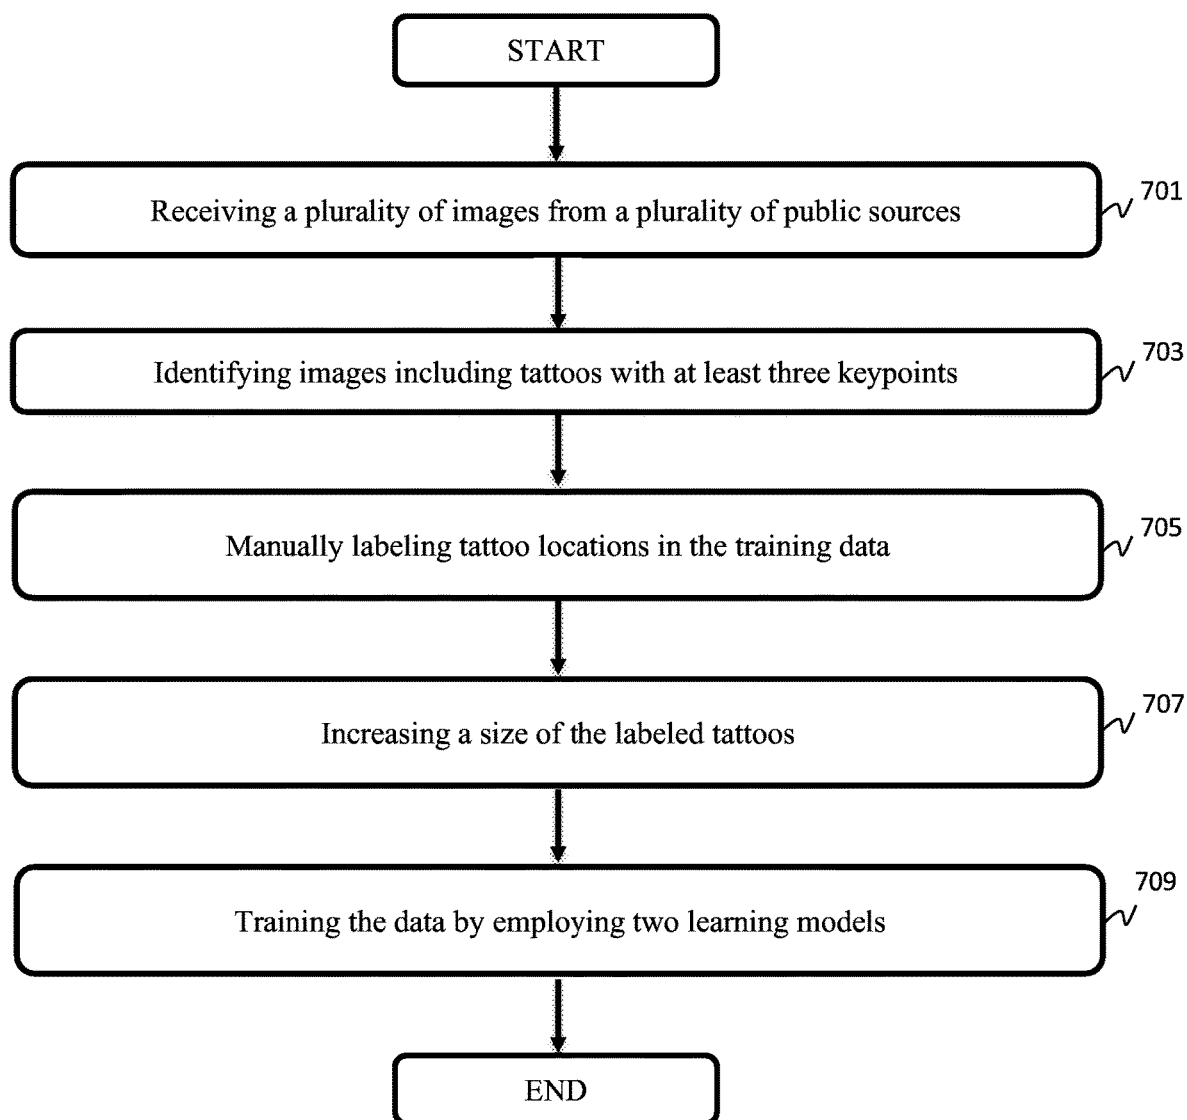 START
Receiving a plurality of images from a plurality of public sources
701
Identifying images including tattoos with at least three keypoints
703
Manually labeling tattoo locations in the training data
705
Increasing a size of the labeled tattoos
707
Training the data by employing two learning models
709
END